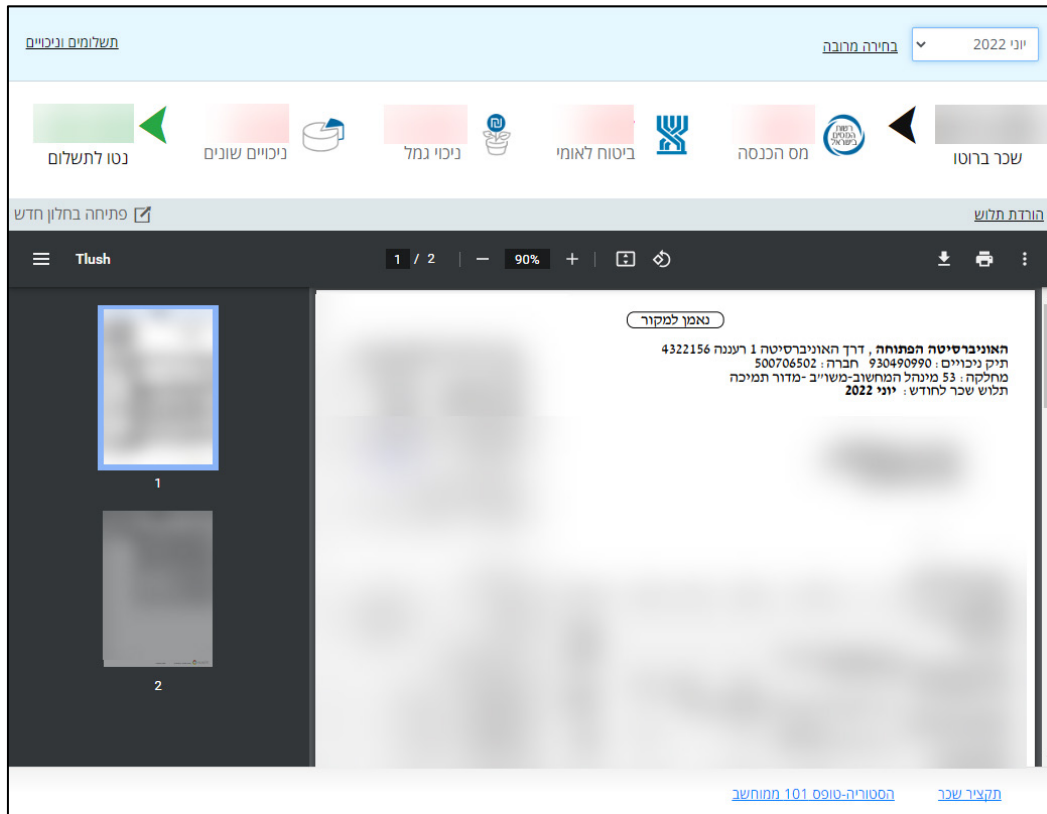 יוני 2022
בחירה מרובה
תשלומים וניכויים
שכר ברוטו
רשות המסים בישראל
מס הכנסה
ביטוח לאומי
ניכוי גמל
ניכויים שונים
נטו לתשלום
הורדת תלוש
פתיחה בחלון חדש
Tlush 1 / 2 | − 90% + |
נאמן למקור
האוניברסיטה הפתוחה , דרך האוניברסיטה 1 רעננה 4322156
תיק ניכויים : 930490990 חברה : 500706502
מחלקה : 53 מינהל המחשוב-משו״ב -מדור תמיכה
תלוש שכר לחודש : יוני 2022
1
2
תקציר שכר
הסטוריה-טופס 101 ממוחשב